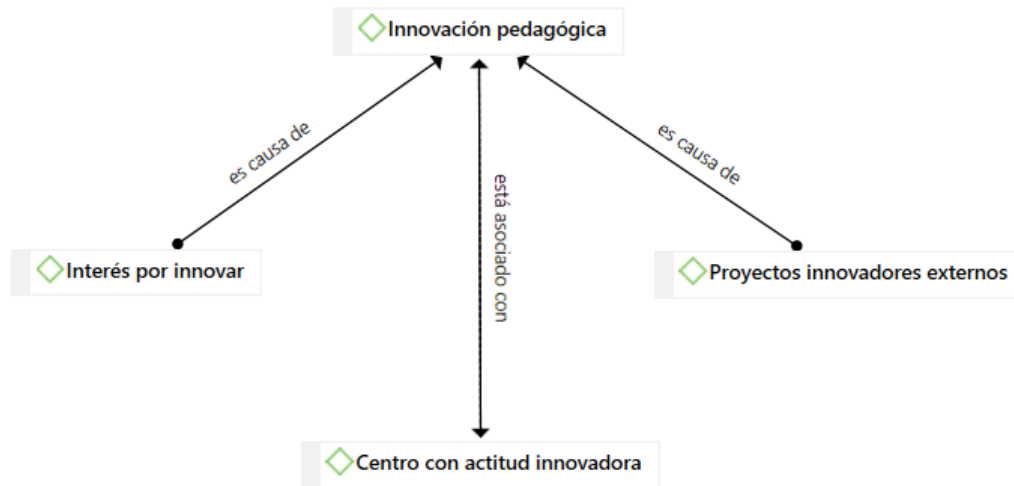 Innovación pedagógica
es causa de
es causa de
está asociado con
Interés por innovar
Proyectos innovadores externos
Centro con actitud innovadora